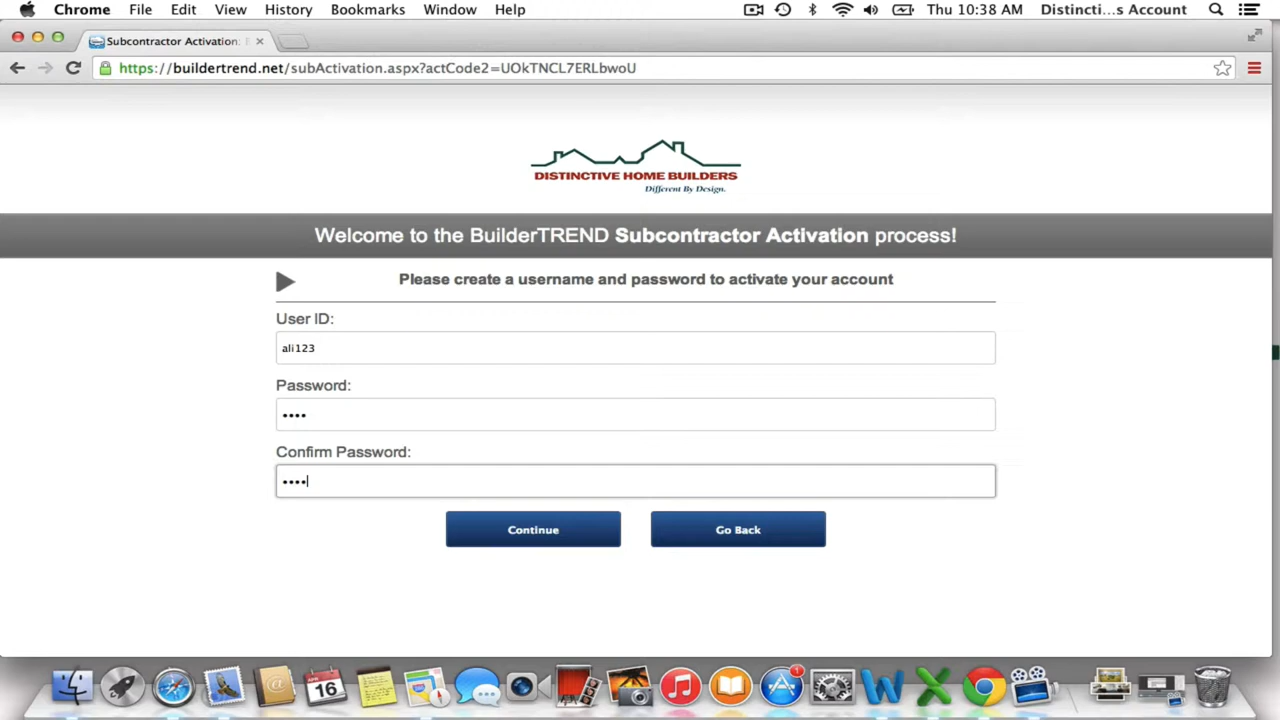 Chrome File Edit View History Bookmarks Window Help Thu 10:38 AM Distincti...s Account
Subcontractor Activation:
https://buildertrend.net/subActivation.aspx?actCode2=UOkTNCL7ERLbwoU
DISTINCTIVE HOME BUILDERS
Different By Design.
Welcome to the BuilderTREND Subcontractor Activation process!
Please create a username and password to activate your account
User ID:
ali123
Password:
••••
Confirm Password:
••••
Continue Go Back
APR
16
1